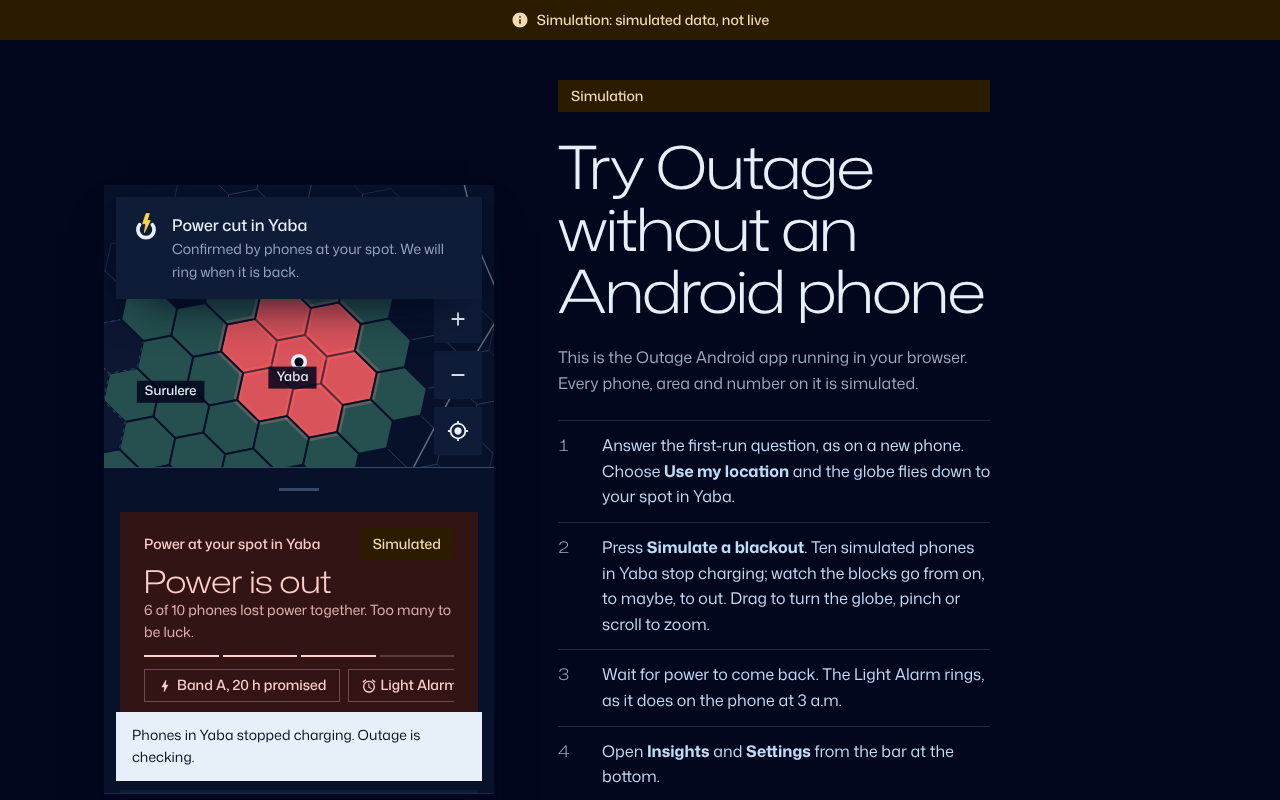 Simulation: simulated data, not live
Power cut in Yaba
Confirmed by phones at your spot. We will
ring when it is back.
Surulere
Yaba
Power at your spot in Yaba
Simulated
Power is out
6 of 10 phones lost power together. Too many to
be luck.
Band A, 20 h promised
Light Alarm
Phones in Yaba stopped charging. Outage is
checking.
Simulation
Try Outage
without an
Android phone
This is the Outage Android app running in your browser.
Every phone, area and number on it is simulated.
1
Answer the first-run question, as on a new phone.
Choose Use my location and the globe flies down to
your spot in Yaba.
2
Press Simulate a blackout. Ten simulated phones
in Yaba stop charging; watch the blocks go from on,
to maybe, to out. Drag to turn the globe, pinch or
scroll to zoom.
3
Wait for power to come back. The Light Alarm rings,
as it does on the phone at 3 a.m.
4
Open Insights and Settings from the bar at the
bottom.